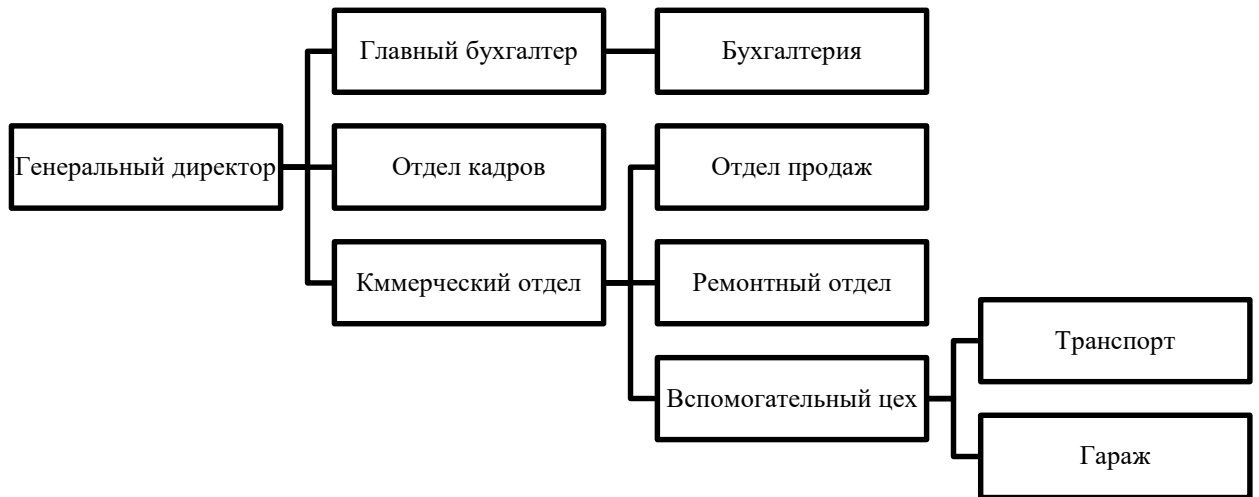 Главный бухгалтер
Бухгалтерия
Генеральный директор
Отдел кадров
Отдел продаж
Кммерческий отдел
Ремонтный отдел
Транспорт
Вспомогательный цех
Гараж